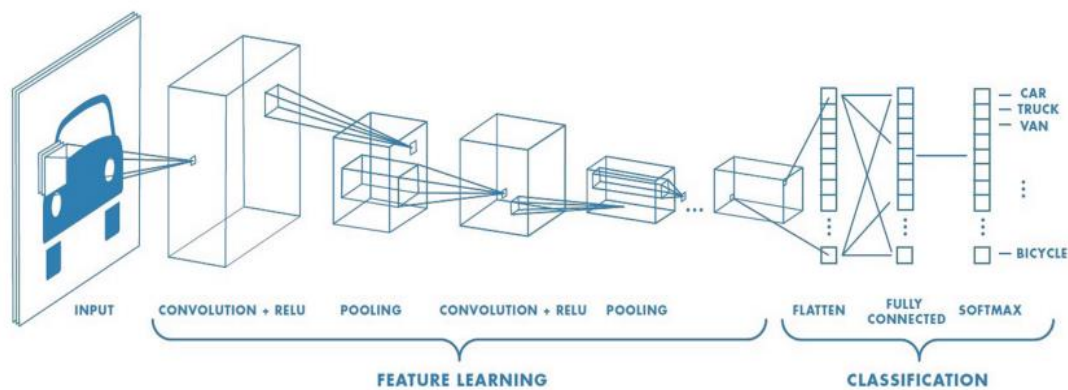 CAR
TRUCK
VAN
BICYCLE
INPUT
CONVOLUTION + RELU
POOLING
CONVOLUTION + RELU
POOLING
FLATTEN
FULLY
CONNECTED
SOFTMAX
FEATURE LEARNING
CLASSIFICATION